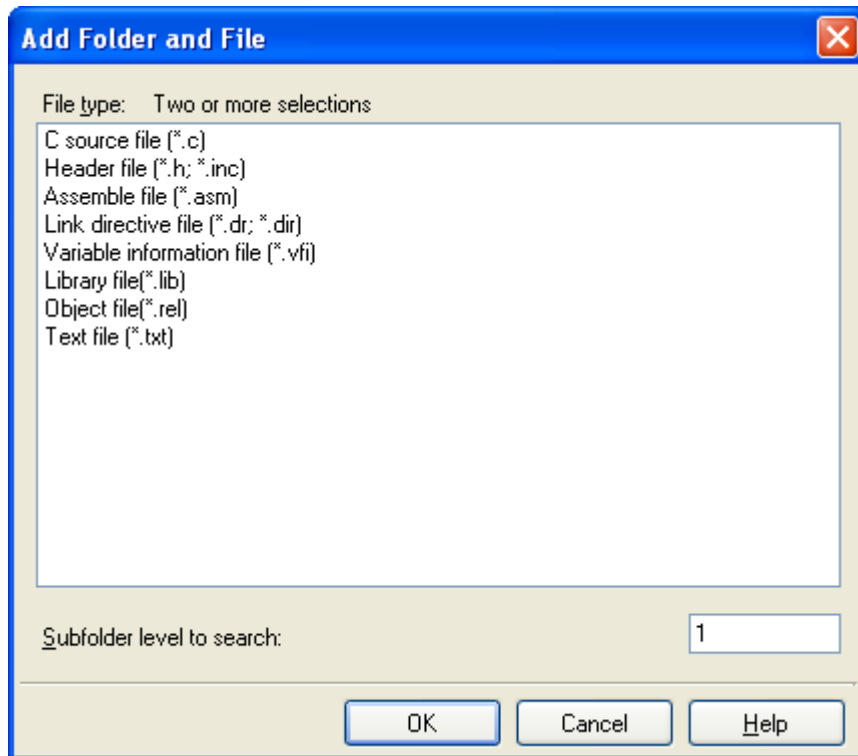 Add Folder and File
File type: Two or more selections
C source file (*.c)
Header file (*.h; *.inc)
Assemble file (*.asm)
Link directive file (*.dr; *.dir)
Variable information file (*.vfi)
Library file(*.lib)
Object file(*.rel)
Text file (*.txt)
Subfolder level to search: 1
OK Cancel Help